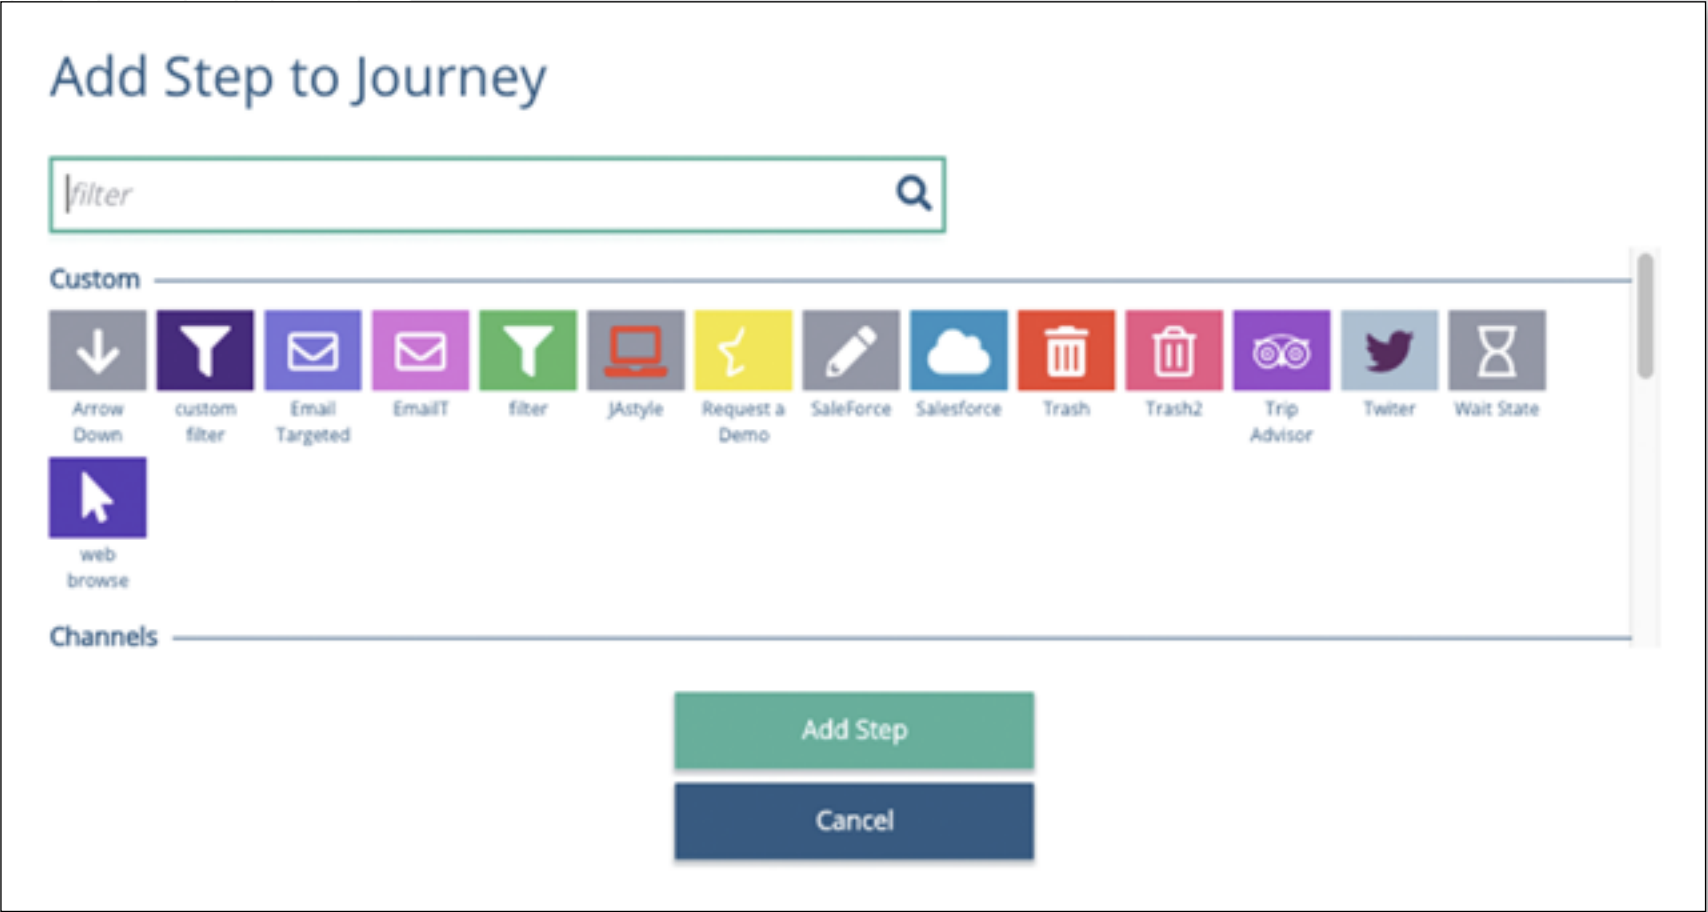 Add Step to Journey
filter
Custom
Arrow Down
custom filter
Email Targeted
EmailT
filter
JAstyle
Request a Demo
SaleForce
Salesforce
Trash
Trash2
Trip Advisor
Twiter
Wait State
web browse
Channels
Add Step
Cancel